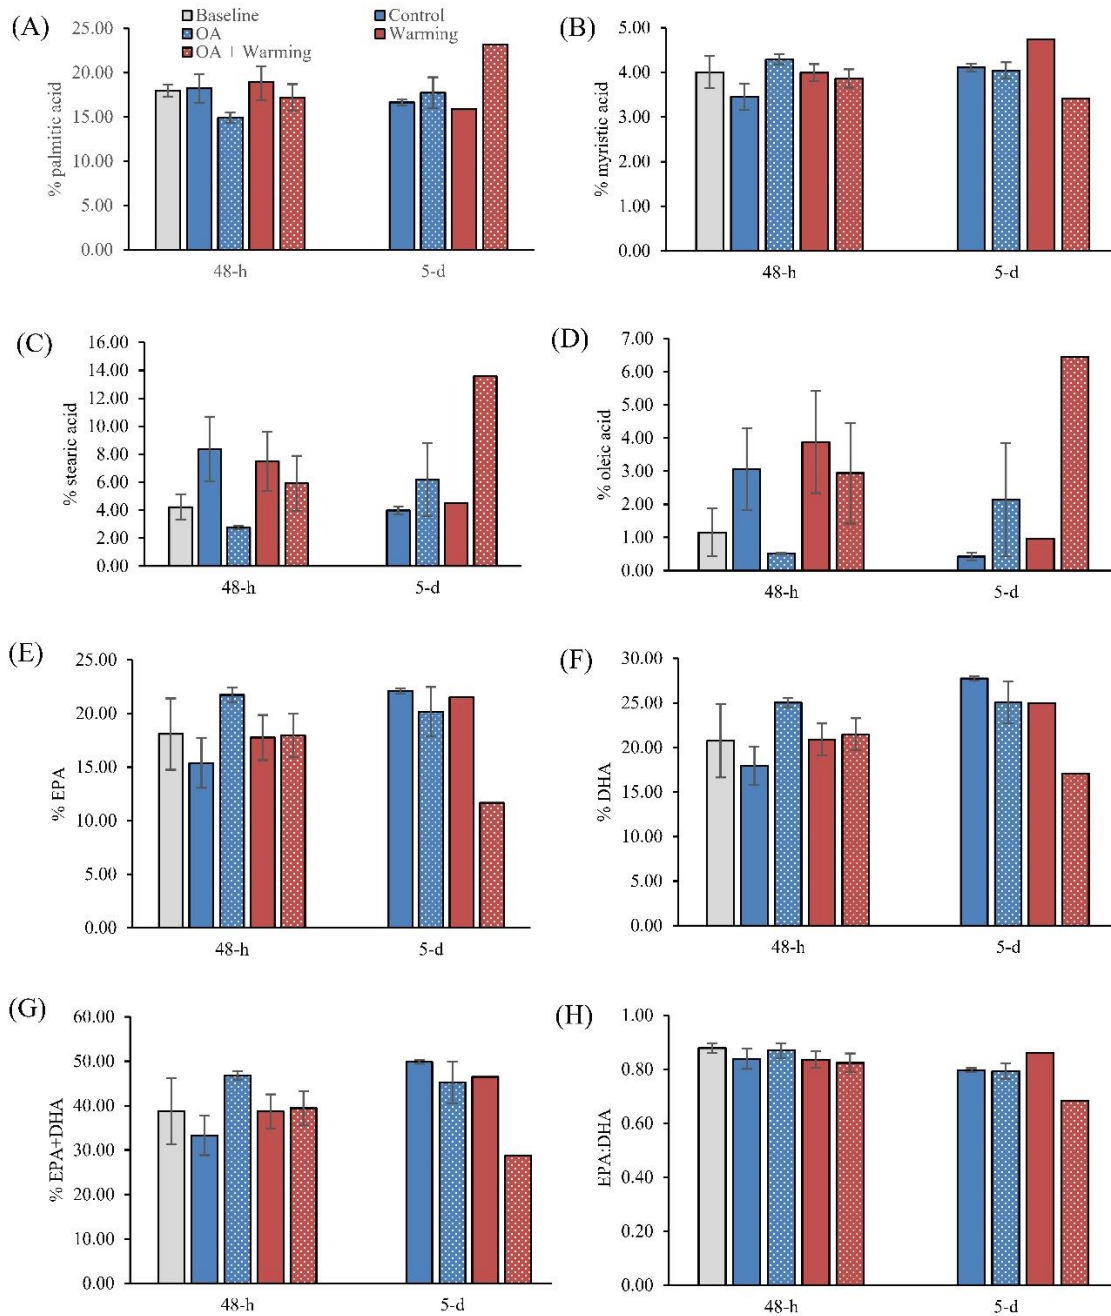 (A)
25.00
20.00
15.00
10.00
5.00
0.00
% palmitic acid
Baseline
Control
OA
Warming
OA | Warming
48-h
5-d
(B)
5.00
4.00
3.00
2.00
1.00
0.00
% myristic acid
48-h
5-d
(C)
16.00
14.00
12.00
10.00
8.00
6.00
4.00
2.00
0.00
% stearic acid
48-h
5-d
(D)
7.00
6.00
5.00
4.00
3.00
2.00
1.00
0.00
% oleic acid
48-h
5-d
(E)
25.00
20.00
15.00
10.00
5.00
0.00
% EPA
48-h
5-d
(F)
30.00
25.00
20.00
15.00
10.00
5.00
0.00
% DHA
48-h
5-d
(G)
60.00
50.00
40.00
30.00
20.00
10.00
0.00
% EPA+DHA
48-h
5-d
(H)
1.00
0.80
0.60
0.40
0.20
0.00
EPA:DHA
48-h
5-d